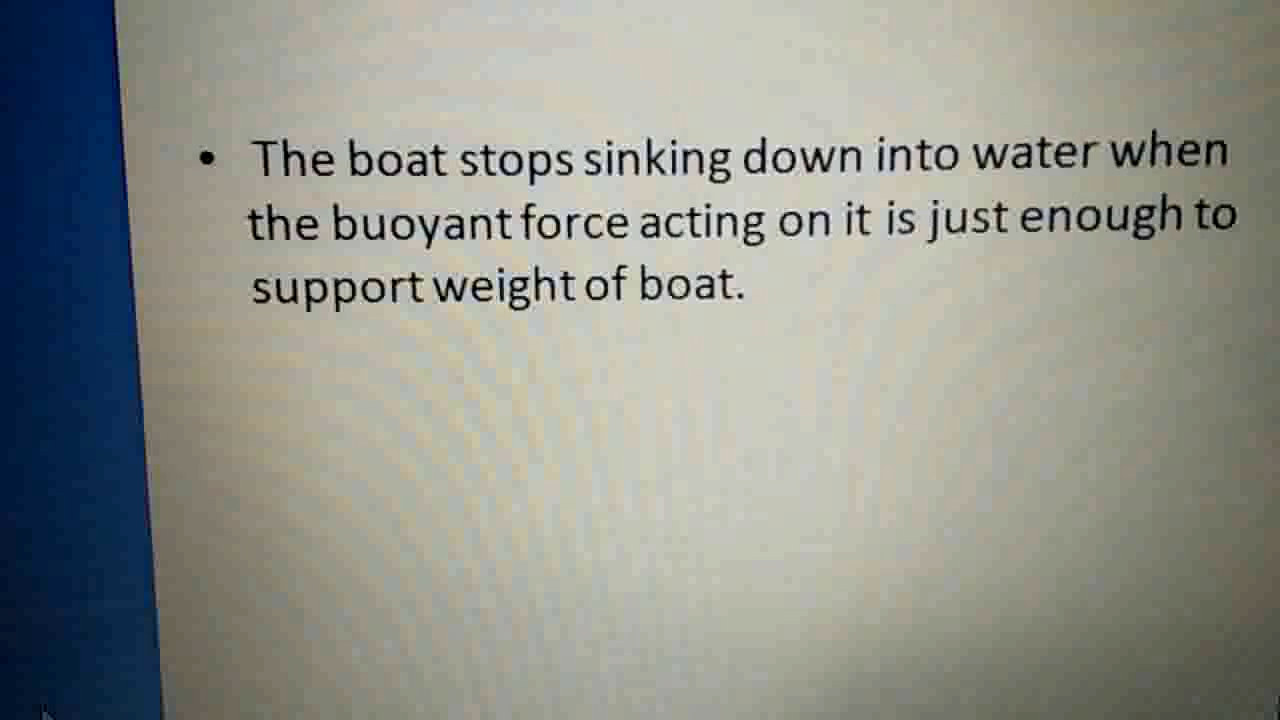 • The boat stops sinking down into water when
the buoyant force acting on it is just enough to
support weight of boat.